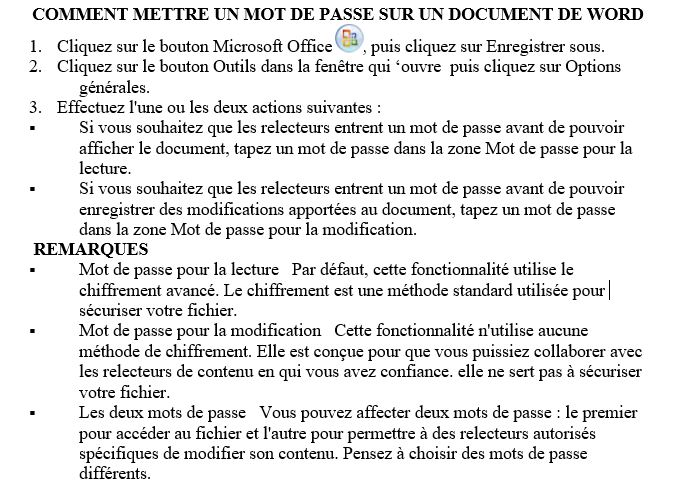 COMMENT METTRE UN MOT DE PASSE SUR UN DOCUMENT DE WORD
1. Cliquez sur le bouton Microsoft Office , puis cliquez sur Enregistrer sous.
2. Cliquez sur le bouton Outils dans la fenêtre qui ‘ouvre puis cliquez sur Options
générales.
3. Effectuez l'une ou les deux actions suivantes :
▪ Si vous souhaitez que les relecteurs entrent un mot de passe avant de pouvoir
afficher le document, tapez un mot de passe dans la zone Mot de passe pour la
lecture.
▪ Si vous souhaitez que les relecteurs entrent un mot de passe avant de pouvoir
enregistrer des modifications apportées au document, tapez un mot de passe
dans la zone Mot de passe pour la modification.
REMARQUES
▪ Mot de passe pour la lecture Par défaut, cette fonctionnalité utilise le
chiffrement avancé. Le chiffrement est une méthode standard utilisée pour
sécuriser votre fichier.
▪ Mot de passe pour la modification Cette fonctionnalité n'utilise aucune
méthode de chiffrement. Elle est conçue pour que vous puissiez collaborer avec
les relecteurs de contenu en qui vous avez confiance. elle ne sert pas à sécuriser
votre fichier.
▪ Les deux mots de passe Vous pouvez affecter deux mots de passe : le premier
pour accéder au fichier et l'autre pour permettre à des relecteurs autorisés
spécifiques de modifier son contenu. Pensez à choisir des mots de passe
différents.